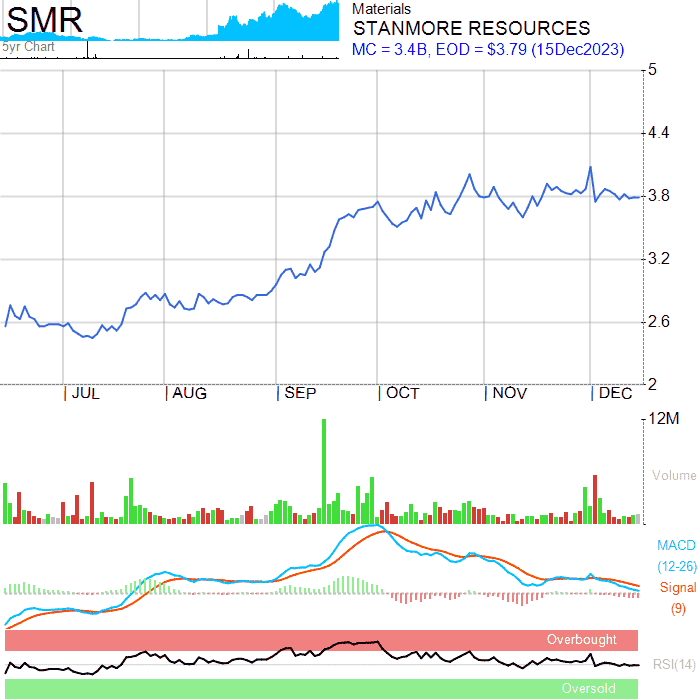 SMR
5yr Chart
Materials
STANMORE RESOURCES
MC = 3.4B, EOD = $3.79 (15Dec2023)
5
4.4
3.8
3.2
2.6
2
JUL AUG SEP OCT NOV DEC
12M
Volume
MACD
(12-26)
Signal
(9)
Overbought
RSI(14)
Oversold